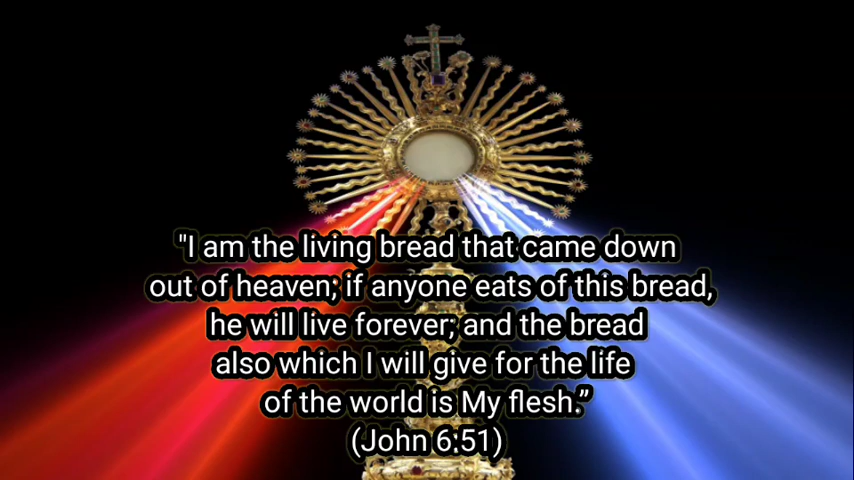 "I am the living bread that came down
out of heaven; if anyone eats of this bread,
he will live forever; and the bread
also which I will give for the life
of the world is My flesh.”
(John 6:51)